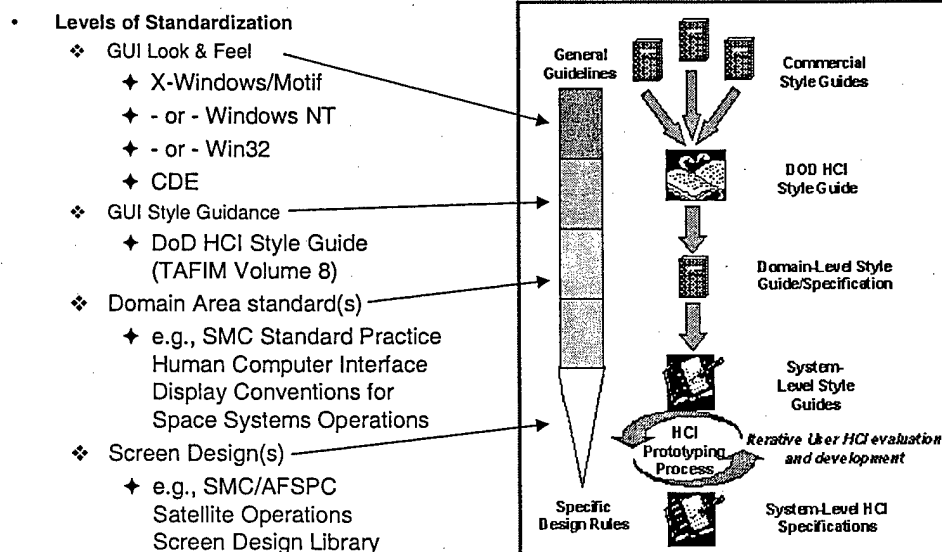 • Levels of Standardization
❖ GUI Look & Feel
✦ X-Windows/Motif
✦ - or - Windows NT
✦ - or - Win32
✦ CDE
❖ GUI Style Guidance
✦ DoD HCI Style Guide
(TAFIM Volume 8)
❖ Domain Area standard(s)
✦ e.g., SMC Standard Practice
Human Computer Interface
Display Conventions for
Space Systems Operations
❖ Screen Design(s)
✦ e.g., SMC/AFSPC
Satellite Operations
Screen Design Library
General
Guidelines
Specific
Design Rules
Commercial
Style Guides
DOD HCI
Style Guide
Domain-Level Style
Guide/Specification
System-
Level Style
Guides
HCI
Prototyping
Process
Iterative User HCI evaluation
and development
System-Level HCI
Specifications